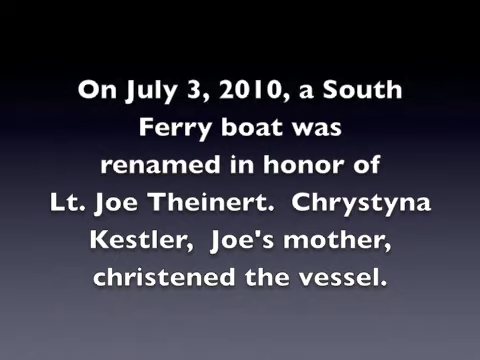 On July 3, 2010, a South
Ferry boat was
renamed in honor of
Lt. Joe Theinert.  Chrystyna
Kestler,  Joe's mother,
christened the vessel.